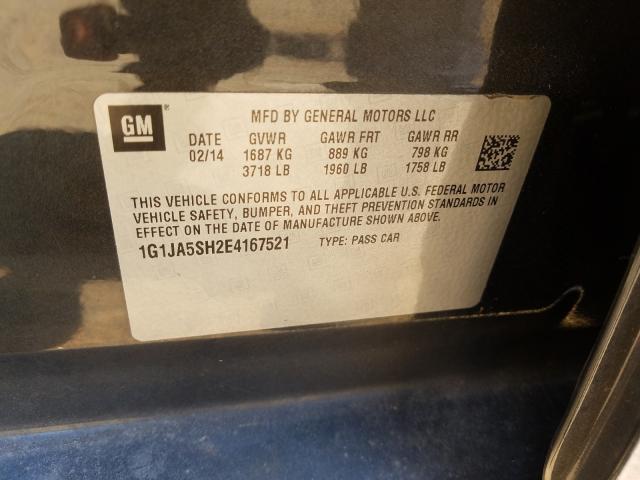 GM
MFD BY GENERAL MOTORS LLC
DATE GVWR GAWR FRT GAWR RR
02/14 1687 KG 889 KG 798 KG
3718 LB 1960 LB 1758 LB
THIS VEHICLE CONFORMS TO ALL APPLICABLE U.S. FEDERAL MOTOR
VEHICLE SAFETY, BUMPER, AND THEFT PREVENTION STANDARDS IN
EFFECT ON THE DATE OF MANUFACTURE SHOWN ABOVE.
1G1JA5SH2E4167521 TYPE: PASS CAR